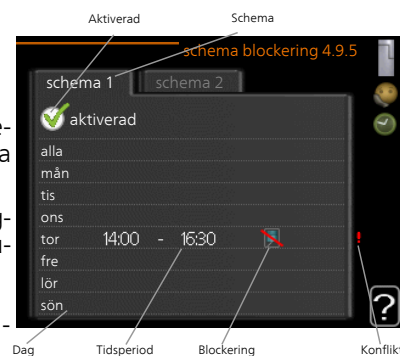 Aktiverad
Schema
schema blockering 4.9.5
schema 1
schema 2
aktiverad
alla
mån
tis
ons
tor 14:00 - 16:30 !
fre
lör
sön
?
Dag
Tidsperiod
Blockering
Konflikt